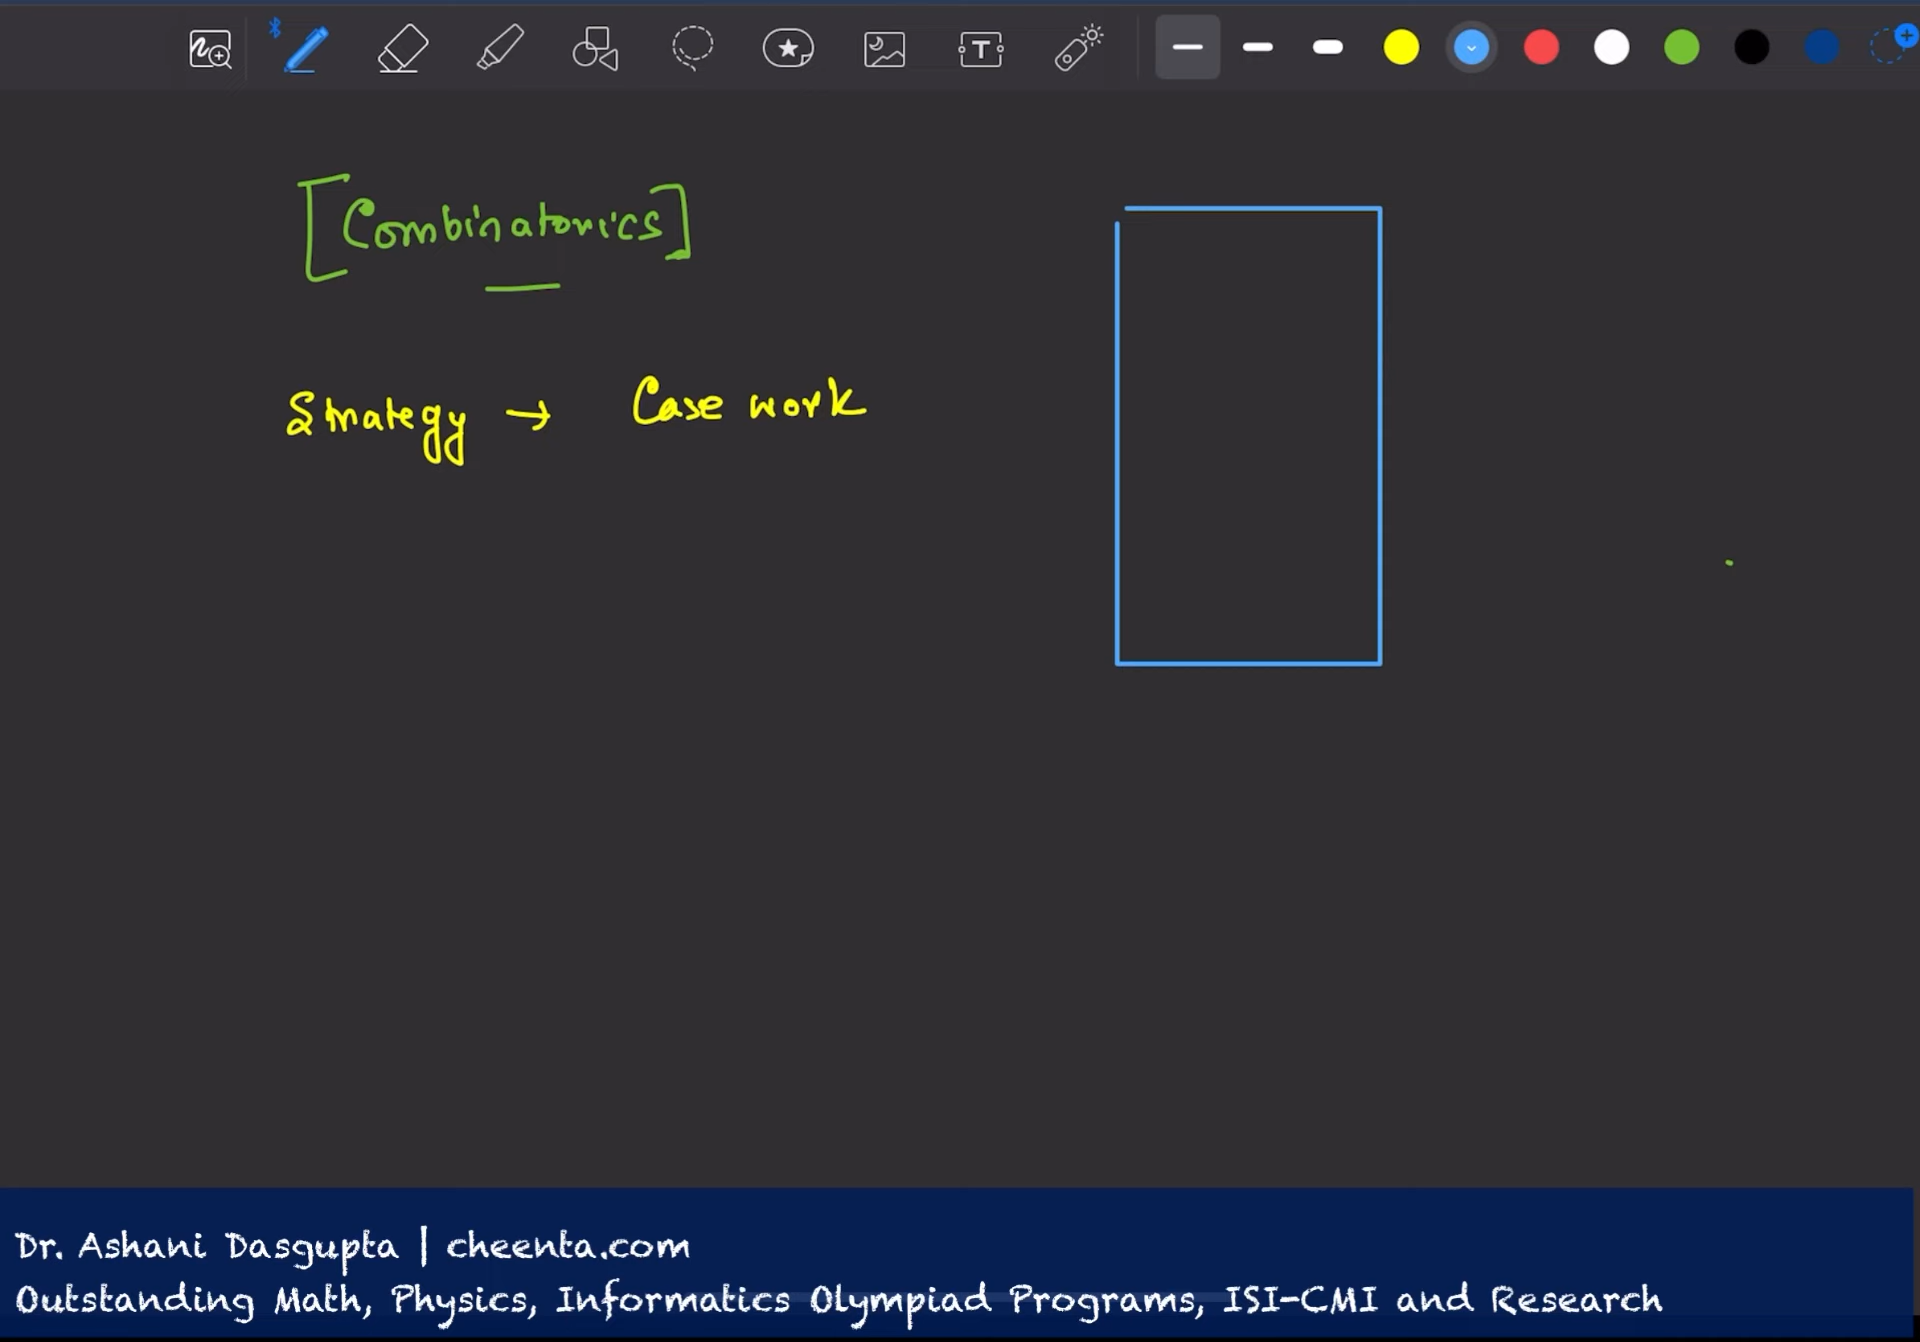 [Combinatorics]
Strategy → Case work
Dr. Ashani Dasgupta | cheenta.com
Outstanding Math, Physics, Informatics Olympiad Programs, ISI-CMI and Research